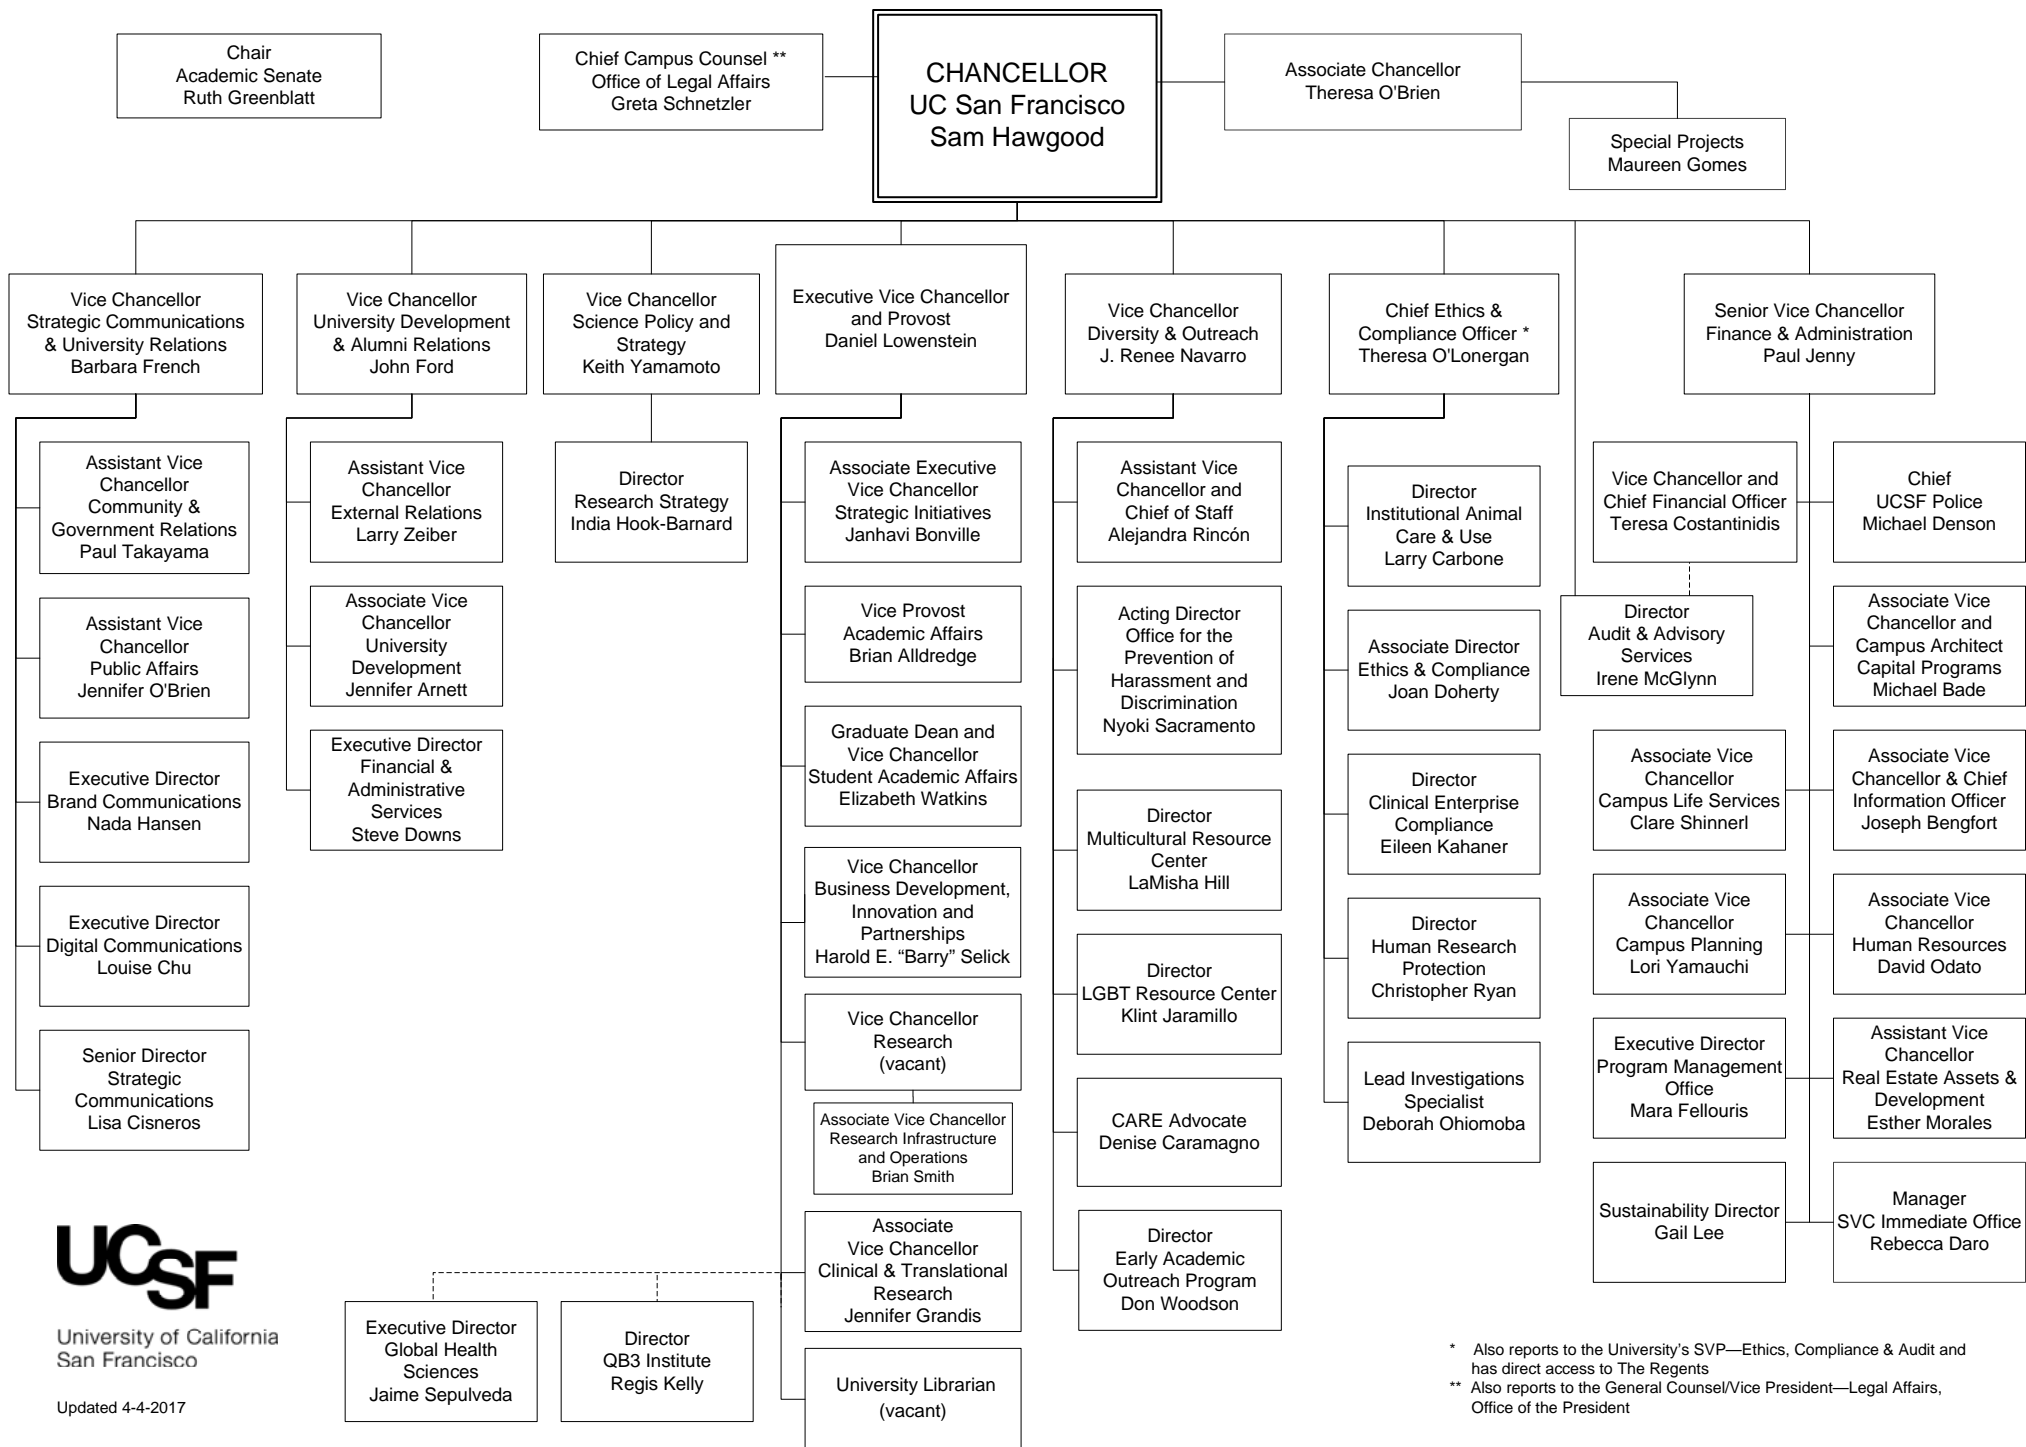 Chair
Academic Senate
Ruth Greenblatt
Chief Campus Counsel **
Office of Legal Affairs
Greta Schnetzler
CHANCELLOR
UC San Francisco
Sam Hawgood
Associate Chancellor
Theresa O'Brien
Special Projects
Maureen Gomes
Vice Chancellor
Strategic Communications
& University Relations
Barbara French
Assistant Vice
Chancellor
Community &
Government Relations
Paul Takayama
Assistant Vice
Chancellor
Public Affairs
Jennifer O'Brien
Executive Director
Brand Communications
Nada Hansen
Executive Director
Digital Communications
Louise Chu
Senior Director
Strategic
Communications
Lisa Cisneros
Vice Chancellor
University Development
& Alumni Relations
John Ford
Assistant Vice
Chancellor
External Relations
Larry Zeiber
Associate Vice
Chancellor
University
Development
Jennifer Arnett
Executive Director
Financial &
Administrative
Services
Steve Downs
Vice Chancellor
Science Policy and
Strategy
Keith Yamamoto
Director
Research Strategy
India Hook-Barnard
Executive Vice Chancellor
and Provost
Daniel Lowenstein
Associate Executive
Vice Chancellor
Strategic Initiatives
Janhavi Bonville
Vice Provost
Academic Affairs
Brian Alldredge
Graduate Dean and
Vice Chancellor
Student Academic Affairs
Elizabeth Watkins
Vice Chancellor
Business Development,
Innovation and
Partnerships
Harold E. “Barry” Selick
Vice Chancellor
Research
(vacant)
Associate Vice Chancellor
Research Infrastructure
and Operations
Brian Smith
Associate
Vice Chancellor
Clinical & Translational
Research
Jennifer Grandis
Executive Director
Global Health
Sciences
Jaime Sepulveda
Director
QB3 Institute
Regis Kelly
University Librarian
(vacant)
Vice Chancellor
Diversity & Outreach
J. Renee Navarro
Assistant Vice
Chancellor and
Chief of Staff
Alejandra Rincón
Acting Director
Office for the
Prevention of
Harassment and
Discrimination
Nyoki Sacramento
Director
Multicultural Resource
Center
LaMisha Hill
Director
LGBT Resource Center
Klint Jaramillo
CARE Advocate
Denise Caramagno
Director
Early Academic
Outreach Program
Don Woodson
Chief Ethics &
Compliance Officer *
Theresa O'Lonergan
Director
Institutional Animal
Care & Use
Larry Carbone
Associate Director
Ethics & Compliance
Joan Doherty
Director
Clinical Enterprise
Compliance
Eileen Kahaner
Director
Human Research
Protection
Christopher Ryan
Lead Investigations
Specialist
Deborah Ohiomoba
Senior Vice Chancellor
Finance & Administration
Paul Jenny
Vice Chancellor and
Chief Financial Officer
Teresa Costantinidis
Chief
UCSF Police
Michael Denson
Director
Audit & Advisory
Services
Irene McGlynn
Associate Vice
Chancellor and
Campus Architect
Capital Programs
Michael Bade
Associate Vice
Chancellor
Campus Life Services
Clare Shinnerl
Associate Vice
Chancellor & Chief
Information Officer
Joseph Bengfort
Associate Vice
Chancellor
Campus Planning
Lori Yamauchi
Associate Vice
Chancellor
Human Resources
David Odato
Executive Director
Program Management
Office
Mara Fellouris
Assistant Vice
Chancellor
Real Estate Assets &
Development
Esther Morales
Sustainability Director
Gail Lee
Manager
SVC Immediate Office
Rebecca Daro
UCSF
University of California
San Francisco
Updated 4-4-2017
* Also reports to the University’s SVP—Ethics, Compliance & Audit and
has direct access to The Regents
** Also reports to the General Counsel/Vice President—Legal Affairs,
Office of the President